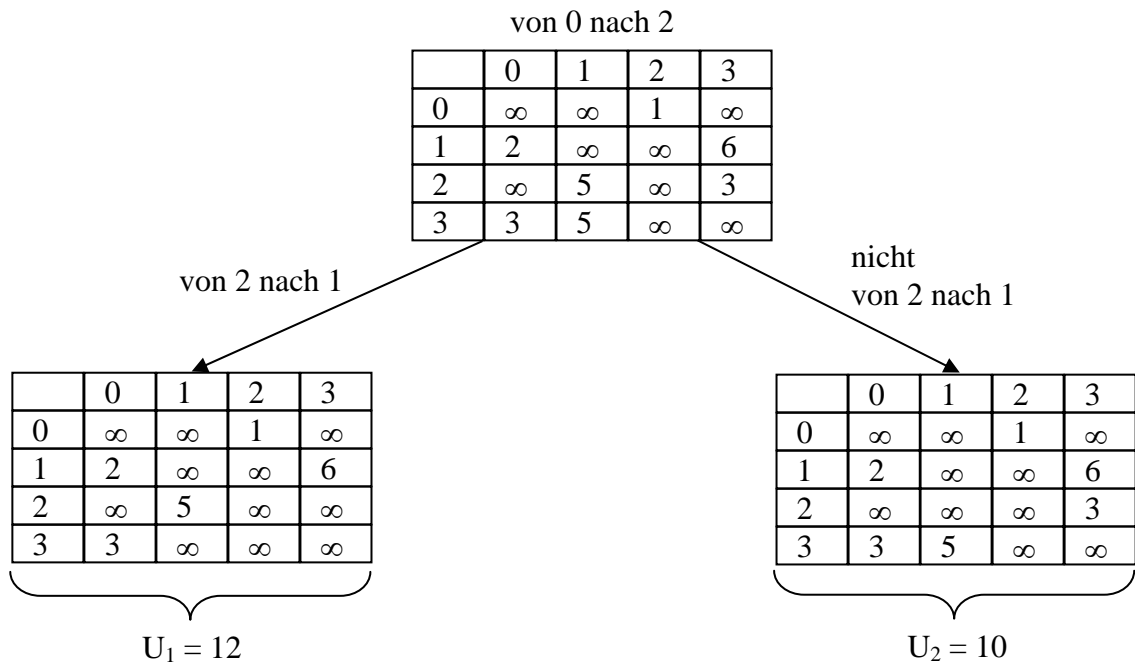 von 0 nach 2
0 1 2 3
0 ∞ ∞ 1 ∞
1 2 ∞ ∞ 6
2 ∞ 5 ∞ 3
3 3 5 ∞ ∞
von 2 nach 1
nicht
von 2 nach 1
0 1 2 3
0 ∞ ∞ 1 ∞
1 2 ∞ ∞ 6
2 ∞ 5 ∞ ∞
3 3 ∞ ∞ ∞
U₁ = 12
0 1 2 3
0 ∞ ∞ 1 ∞
1 2 ∞ ∞ 6
2 ∞ ∞ ∞ 3
3 3 5 ∞ ∞
U₂ = 10